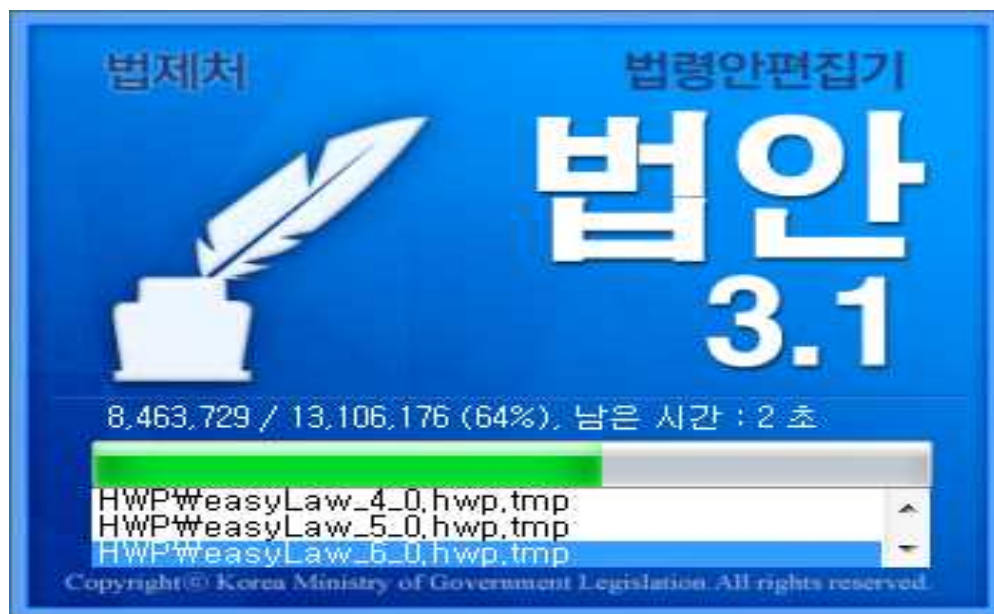 법제처 법령안편집기
법안
3.1
8,463,729 / 13,106,176 (64%), 남은 시간 : 2 초
HWP₩easyLaw_4_0.hwp.tmp
HWP₩easyLaw_5_0.hwp.tmp
HWP₩easyLaw_6_0.hwp.tmp
Copyright© Korea Ministry of Government Legislation All rights reserved.